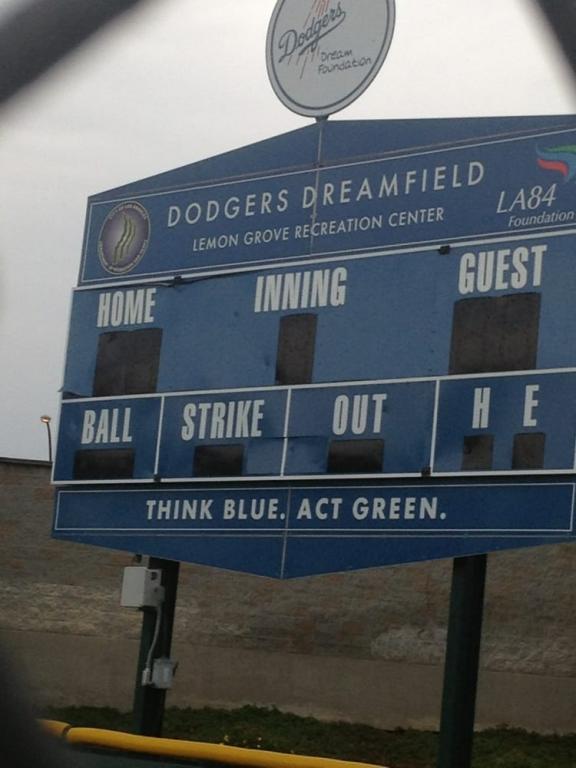 Dodgers
Dream
Foundation
DODGERS DREAMFIELD
LEMON GROVE RECREATION CENTER
LA84
Foundation
HOME
INNING
GUEST
BALL
STRIKE
OUT
H
E
THINK BLUE. ACT GREEN.